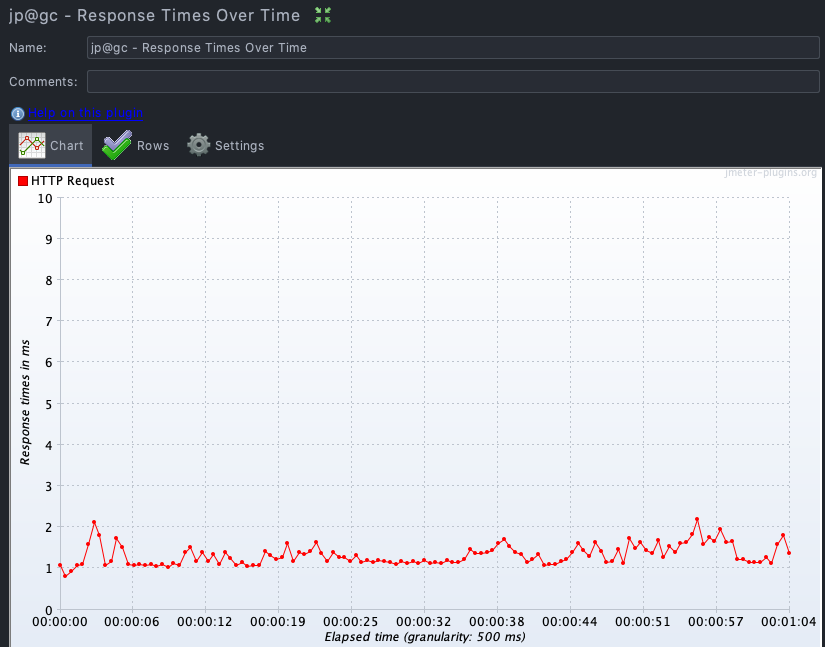 jp@gc - Response Times Over Time
Name: jp@gc - Response Times Over Time
Comments:
Help on this plugin
Chart Rows Settings
jmeter-plugins.org
HTTP Request
10
9
8
7
6
5
4
3
2
1
0
Response times in ms
00:00:00 00:00:06 00:00:12 00:00:19 00:00:25 00:00:32 00:00:38 00:00:44 00:00:51 00:00:57 00:01:04
Elapsed time (granularity: 500 ms)